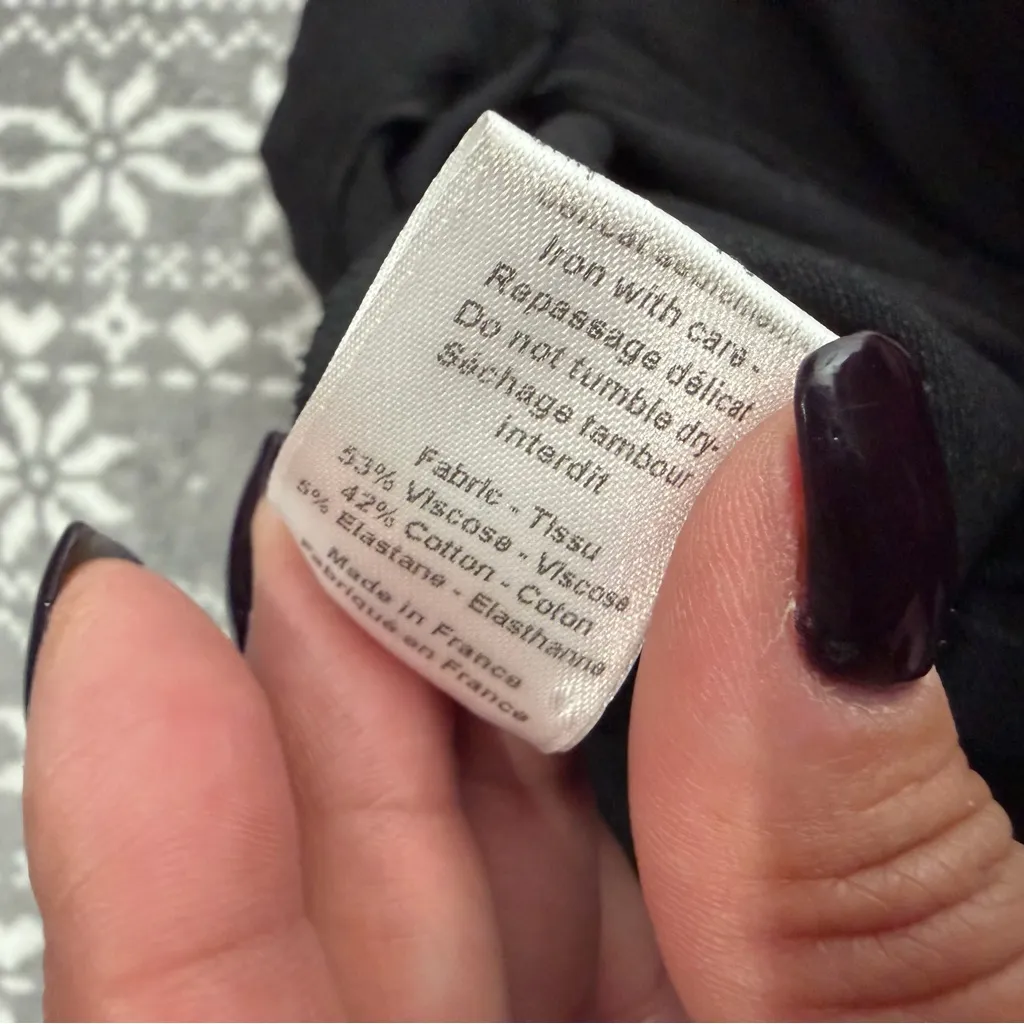 Iron with care -
Repassage délicat
Do not tumble dry-
Séchage tambour
interdit
Fabric - Tissu
53% Viscose - Viscose
42% Cotton - Coton
5% Elastane - Elasthanne
Made in France
Fabriqué en France